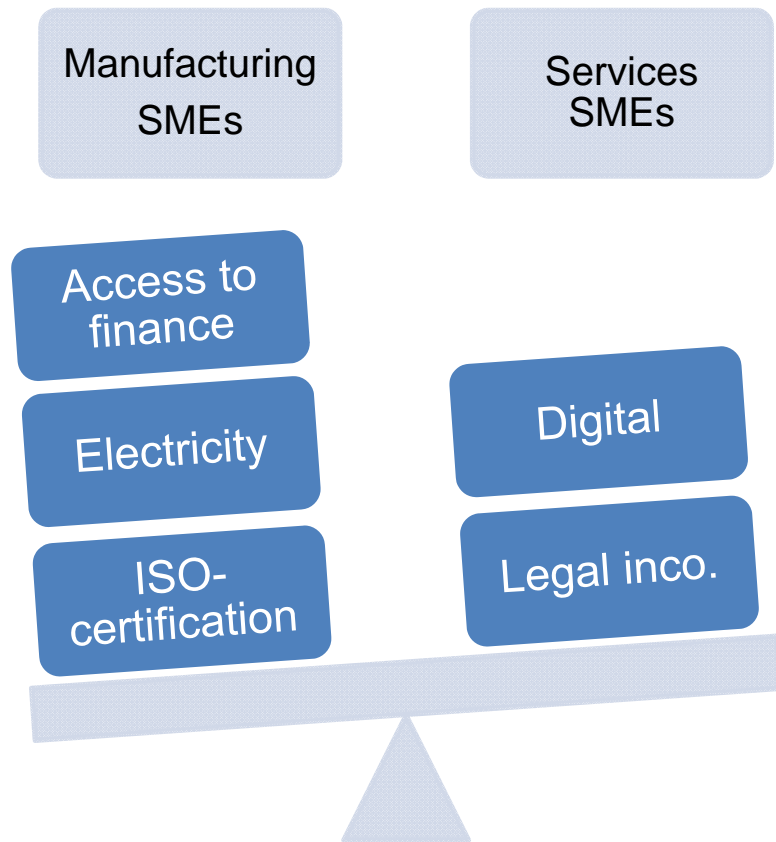 Manufacturing
SMEs
Services
SMEs
Access to
finance
Electricity
ISO-
certification
Digital
Legal inco.